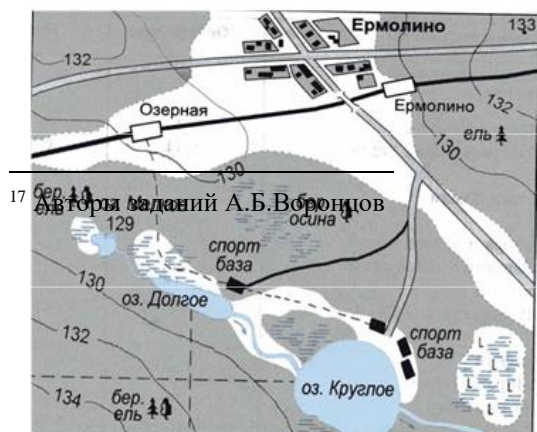 Ермолино
133
132
Ермолино
132
Озерная
ель
130
130
17 Авторы заданий А.Б.Воронцов
бер.
ель
осина
129
спорт
база
130
оз. Долгое
132
спорт
база
134
бер.
ель
оз. Круглое
L L
L L
L
L L